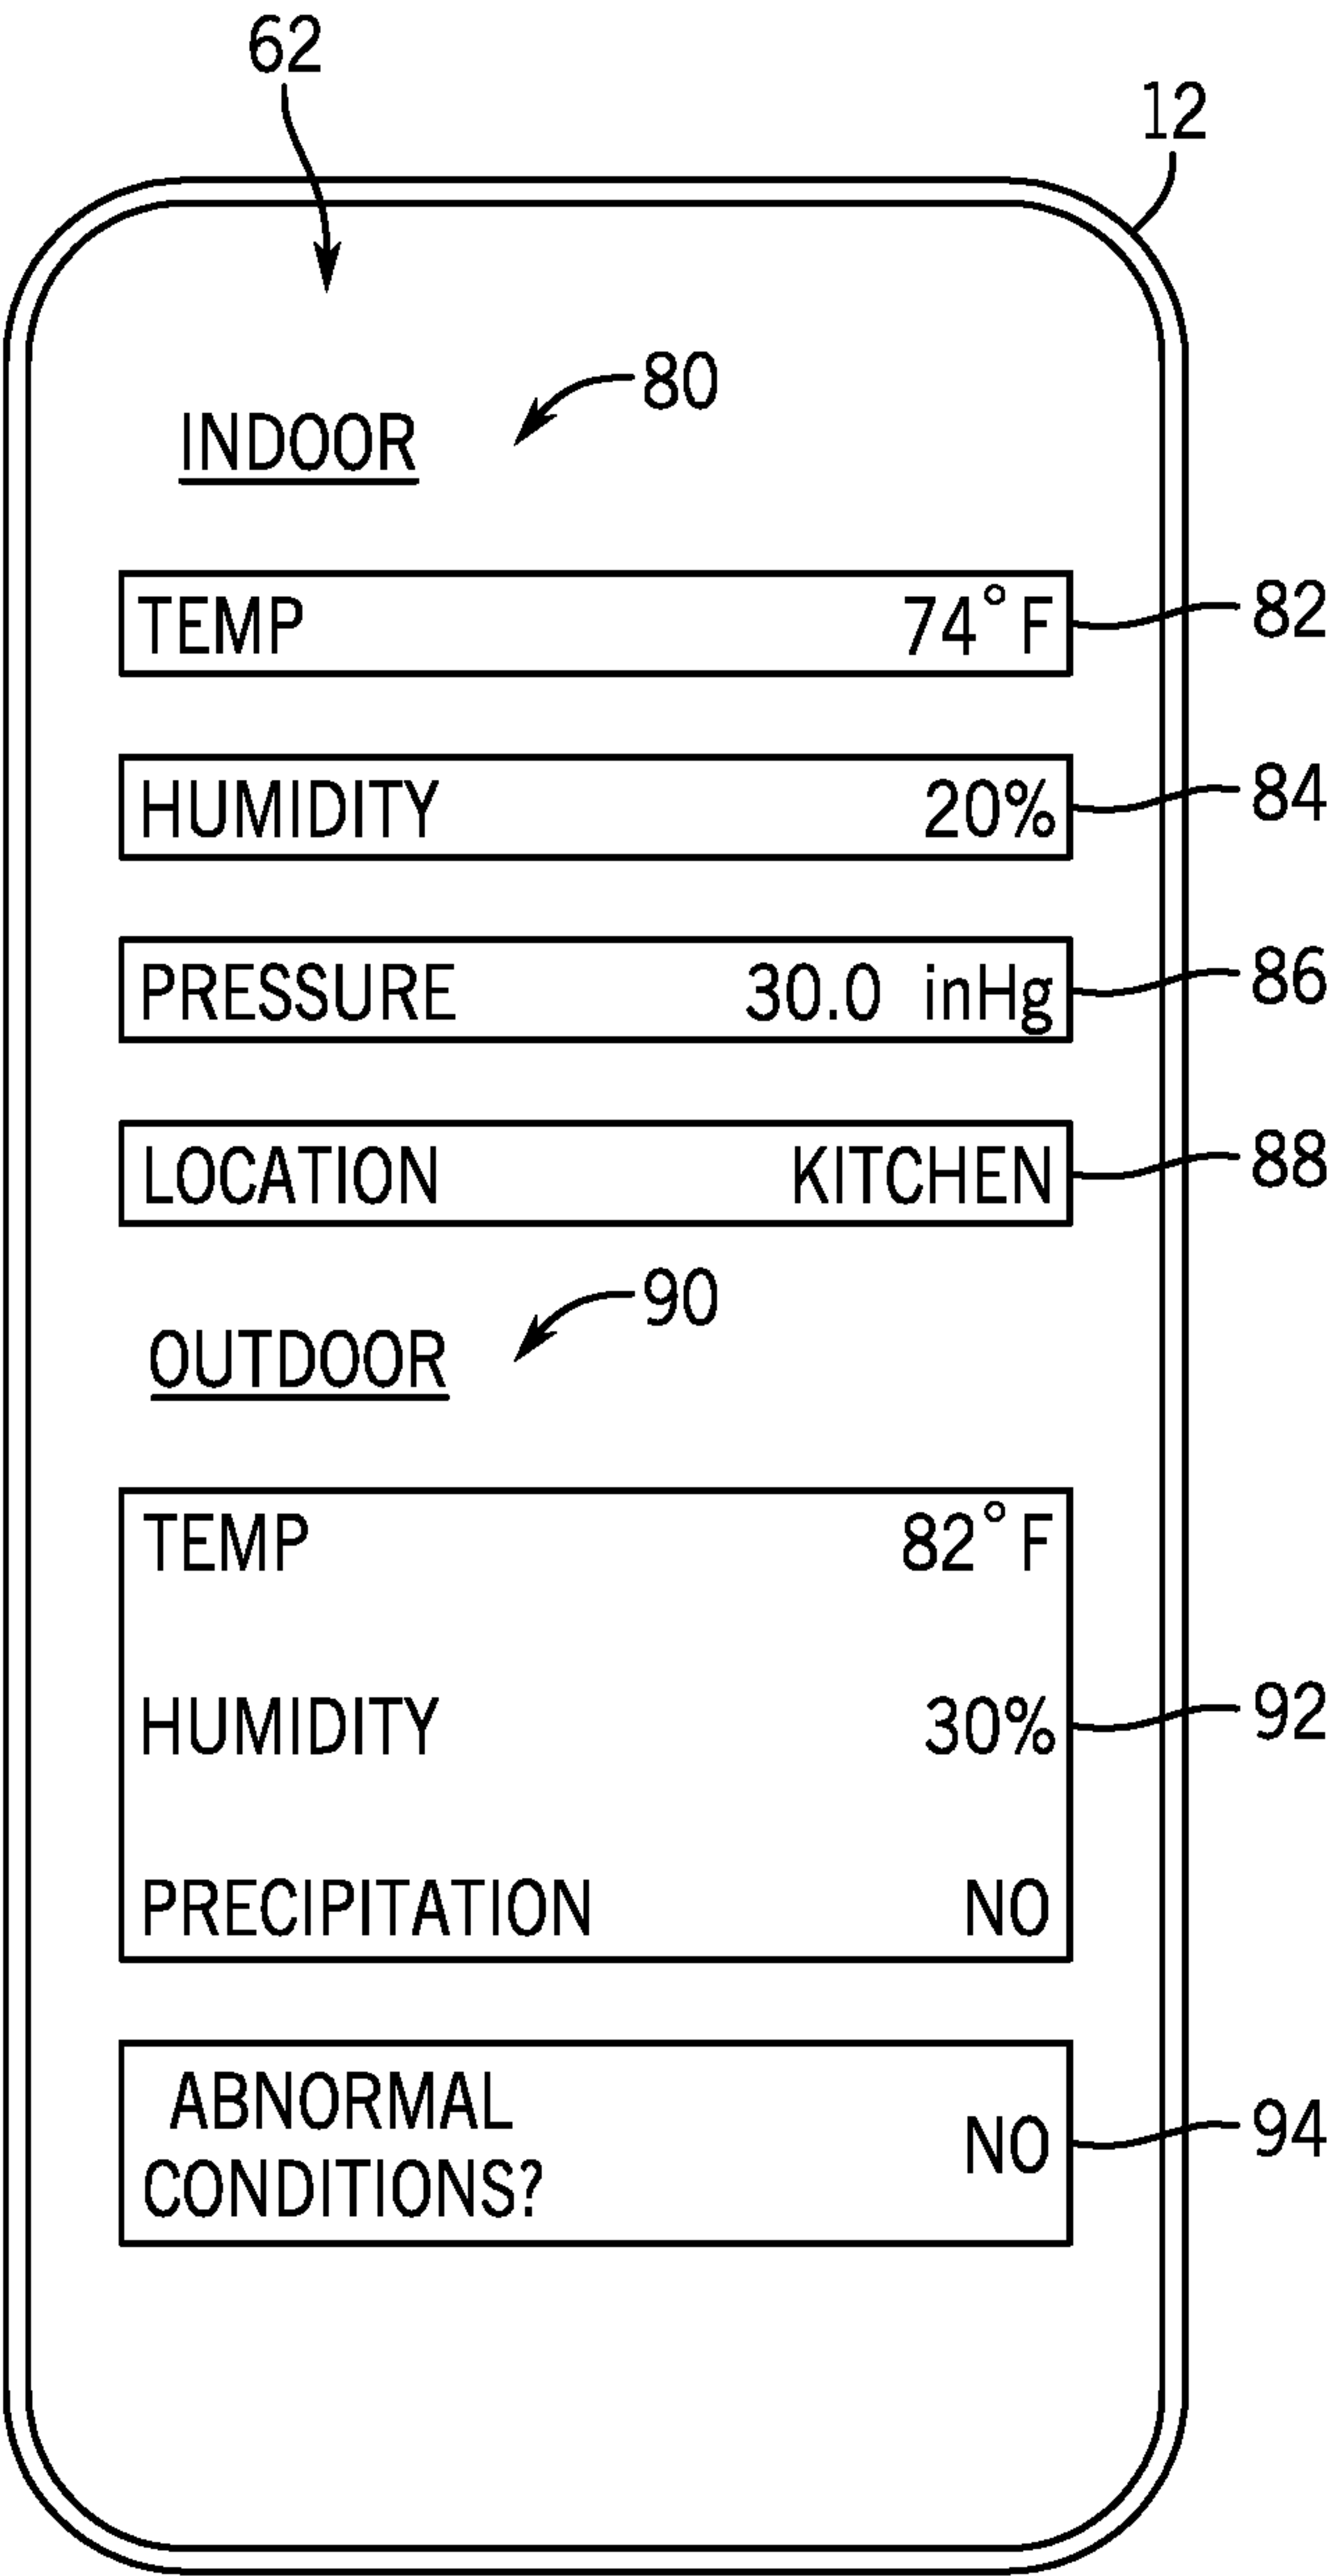 62
12
80
INDOOR
TEMP 74°F 82
HUMIDITY 20% 84
PRESSURE 30.0 inHg 86
LOCATION KITCHEN 88
90
OUTDOOR
TEMP 82°F
HUMIDITY 30% 92
PRECIPITATION NO
ABNORMAL
CONDITIONS? NO 94